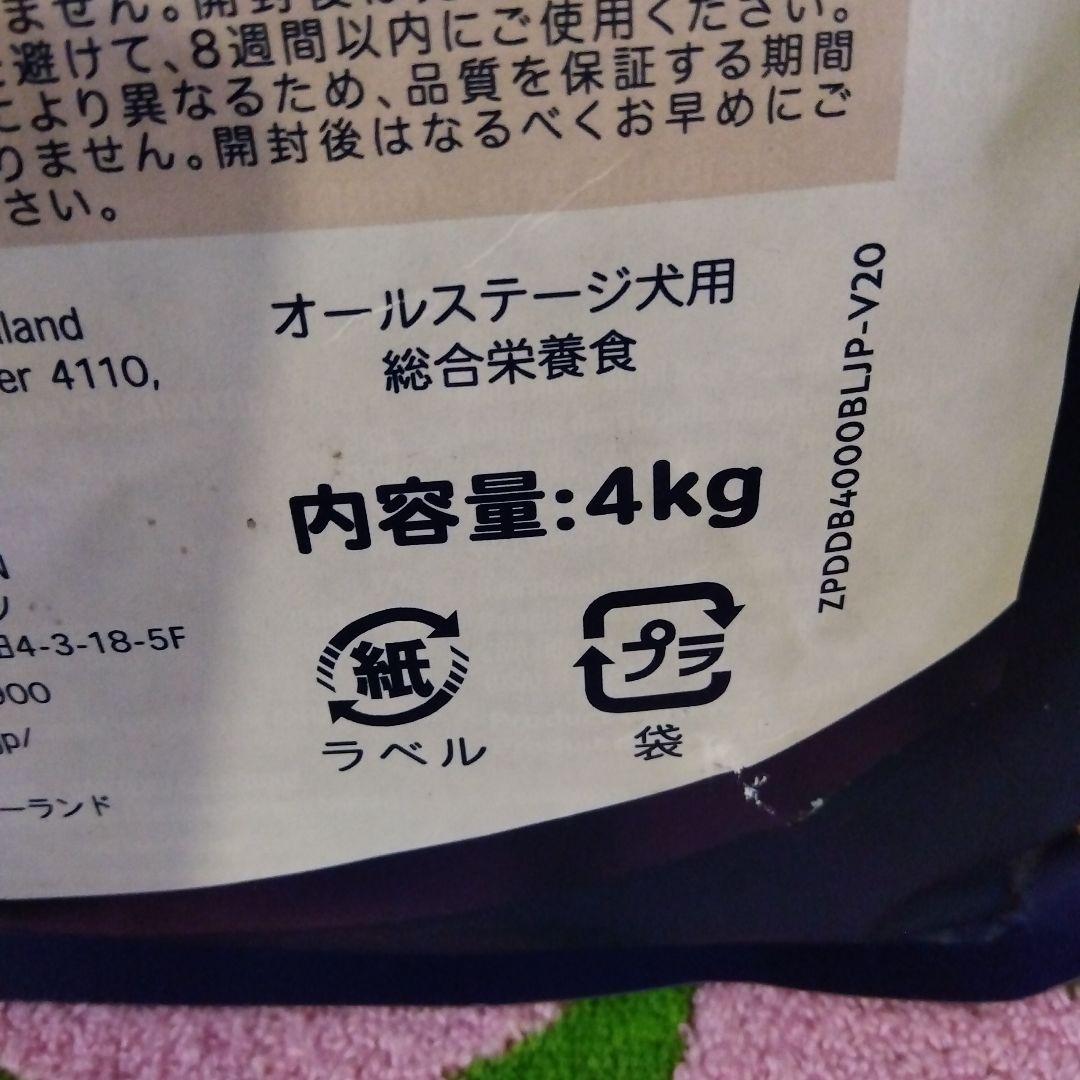 ません。開封後は
避けて、8週間以内にご使用ください。
により異なるため、品質を保証する期間
りません。開封後はなるべくお早めにご
さい。
land
er 4110,
オールステージ犬用
総合栄養食
内容量:4kg
ZPDDB4000BLJP-V20
4-3-18-5F
900
jp/
ーランド
紙
ラベル
プラ
袋